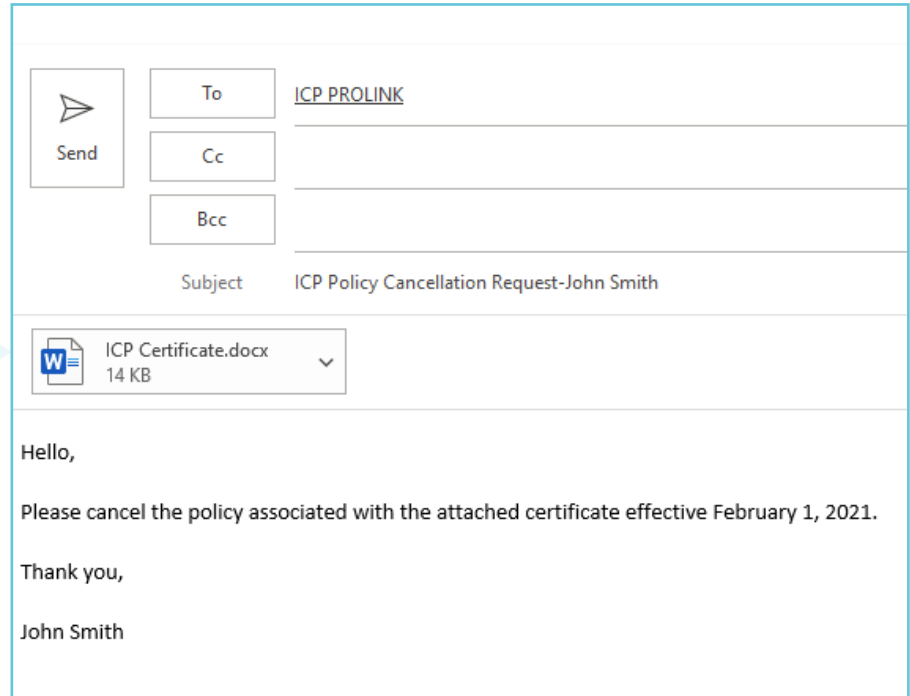 To
ICP PROLINK
Send
Cc
Bcc
Subject
ICP Policy Cancellation Request-John Smith
W
ICP Certificate.docx
14 KB
Hello,
Please cancel the policy associated with the attached certificate effective February 1, 2021.
Thank you,
John Smith